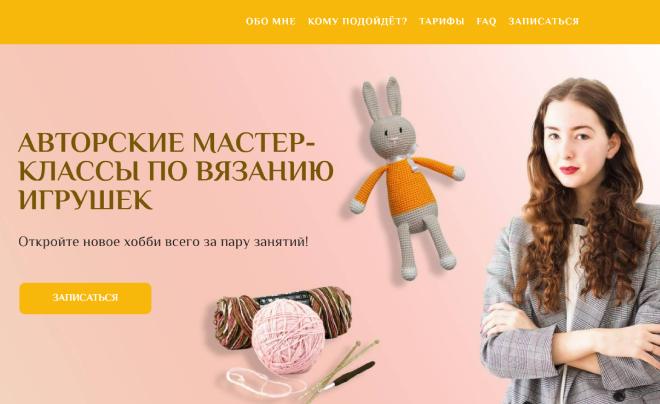 ОБО МНЕ КОМУ ПОДОЙДЁТ? ТАРИФЫ FAQ ЗАПИСАТЬСЯ
АВТОРСКИЕ МАСТЕР-
КЛАССЫ ПО ВЯЗАНИЮ
ИГРУШЕК
Откройте новое хобби всего за пару занятий!
ЗАПИСАТЬСЯ